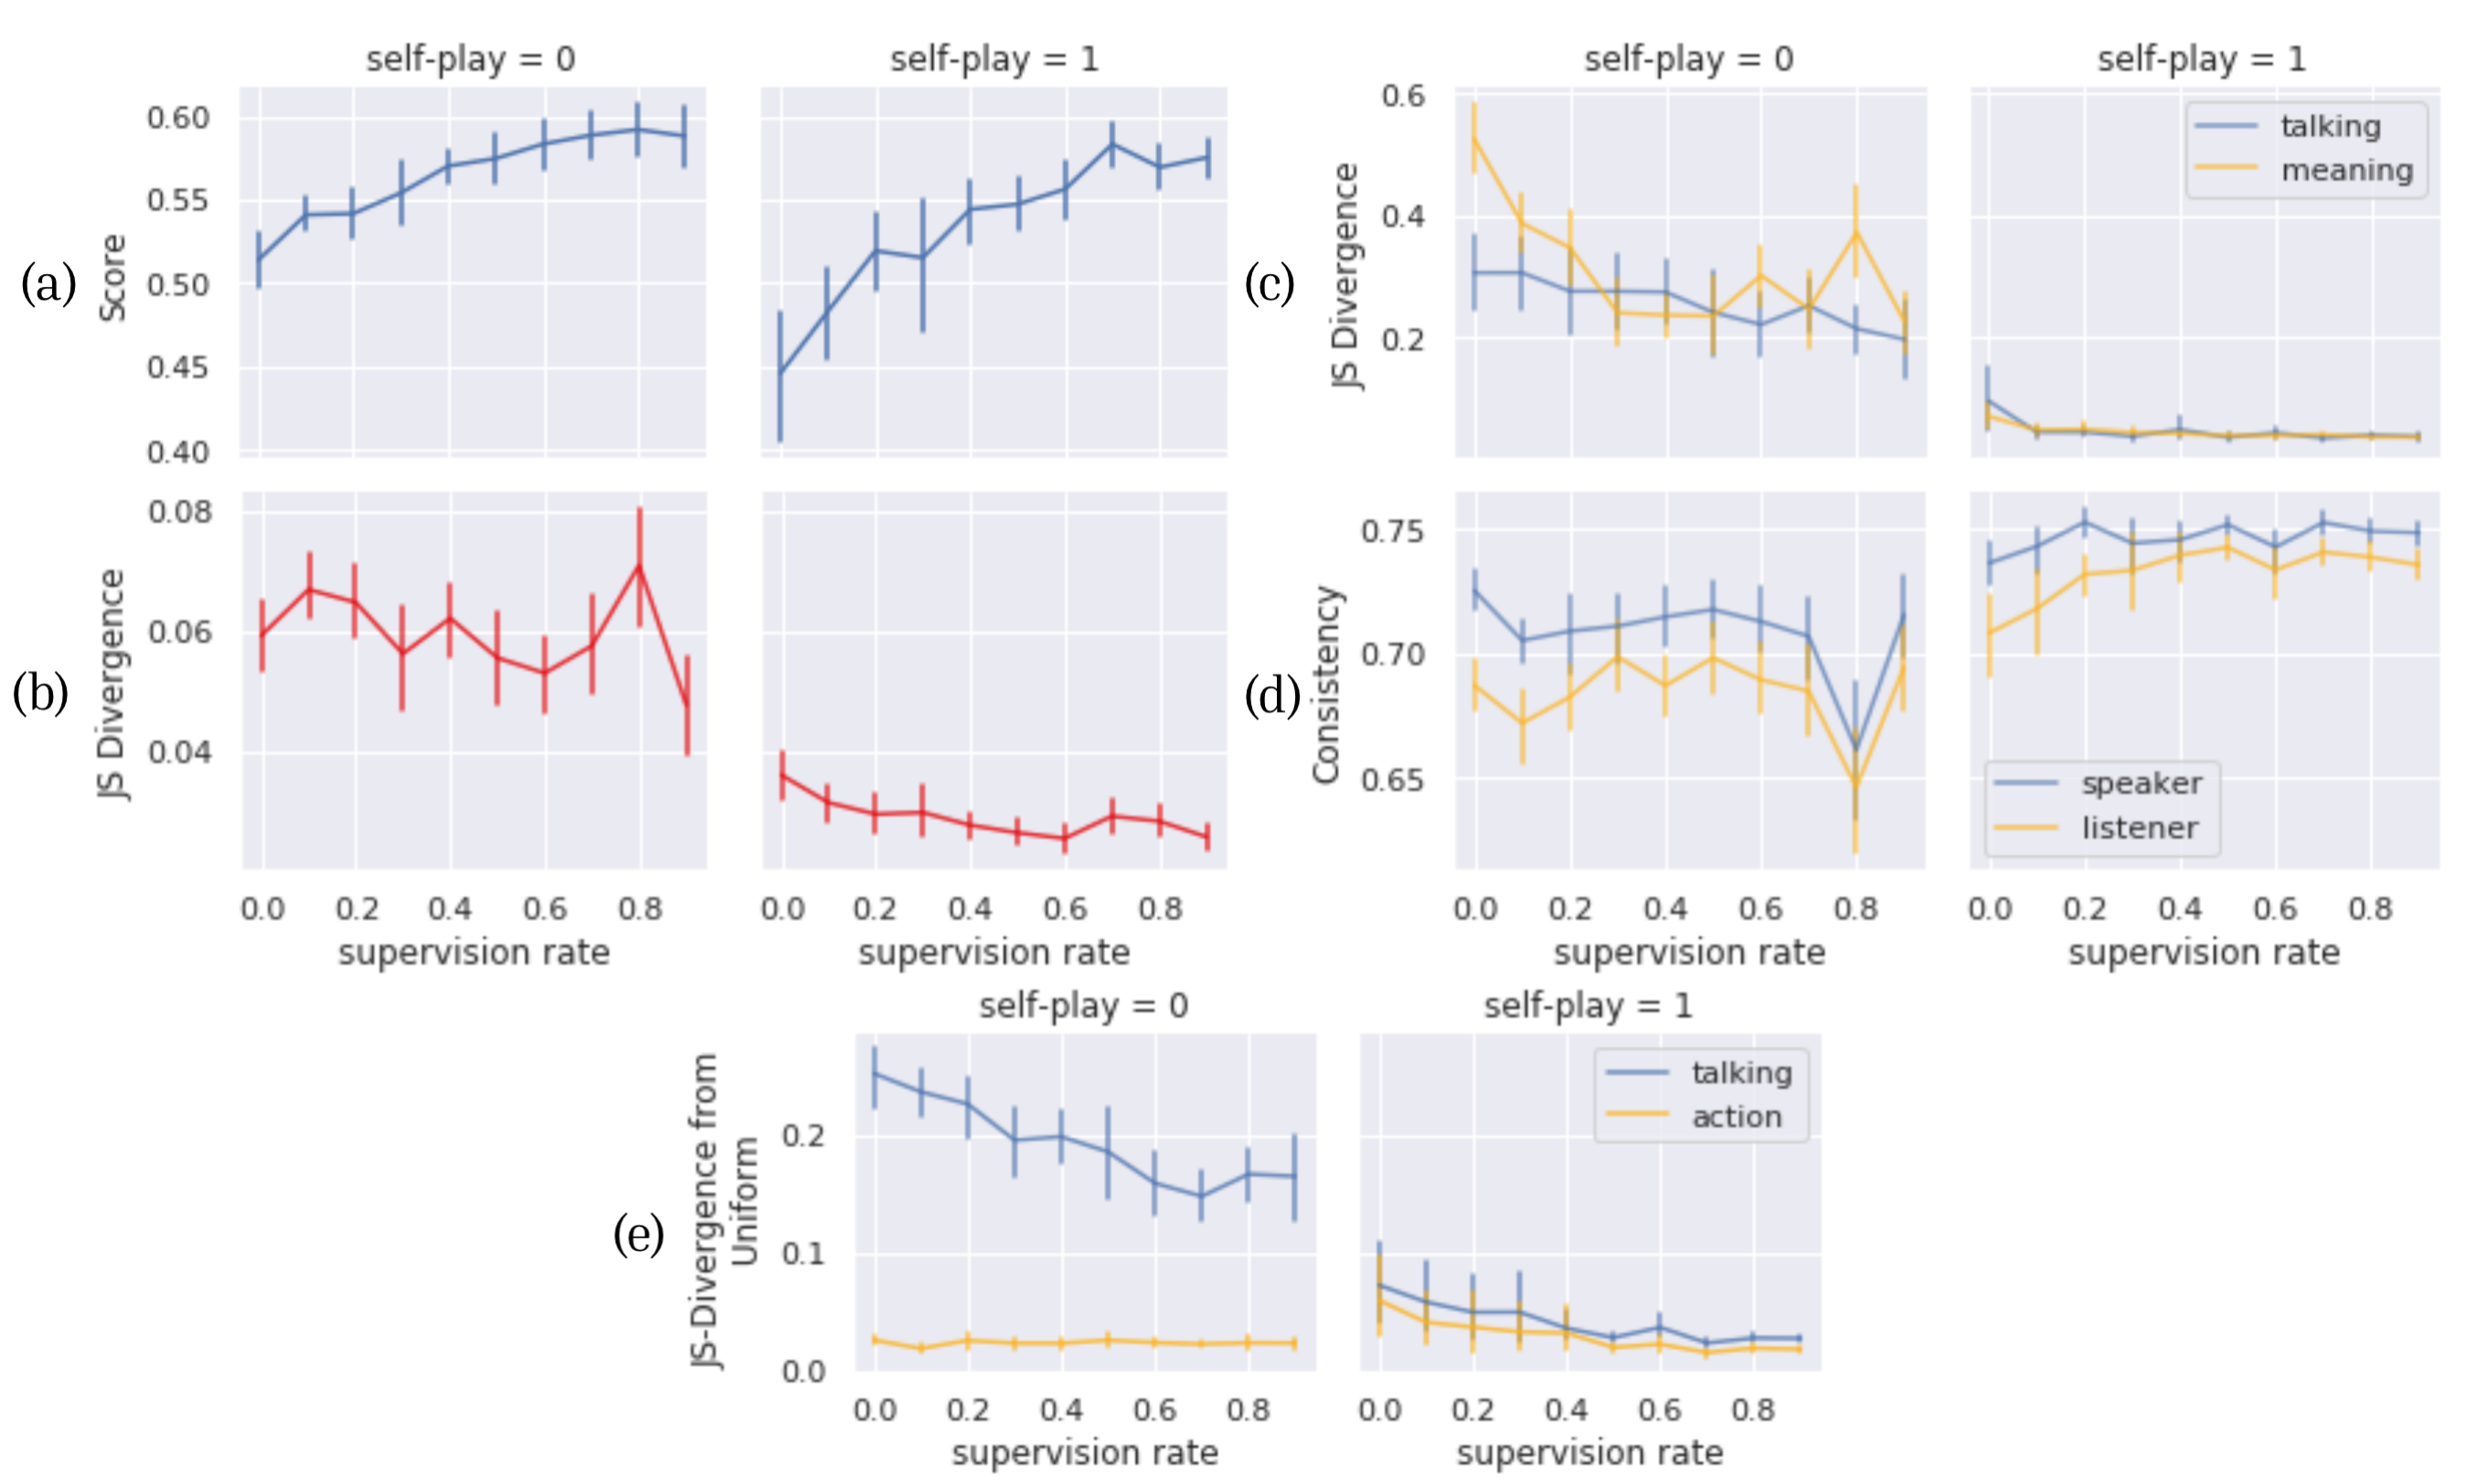 self-play = 0
self-play = 1
(a)
Score
0.60
0.55
0.50
0.45
0.40
(b)
JS Divergence
0.08
0.06
0.04
0.0 0.2 0.4 0.6 0.8
supervision rate
0.0 0.2 0.4 0.6 0.8
supervision rate
self-play = 0
self-play = 1
(c)
JS Divergence
0.6
0.4
0.2
talking
meaning
(d)
Consistency
0.75
0.70
0.65
speaker
listener
0.0 0.2 0.4 0.6 0.8
supervision rate
0.0 0.2 0.4 0.6 0.8
supervision rate
self-play = 0
self-play = 1
(e)
JS-Divergence from
Uniform
0.2
0.1
0.0
talking
action
0.0 0.2 0.4 0.6 0.8
supervision rate
0.0 0.2 0.4 0.6 0.8
supervision rate